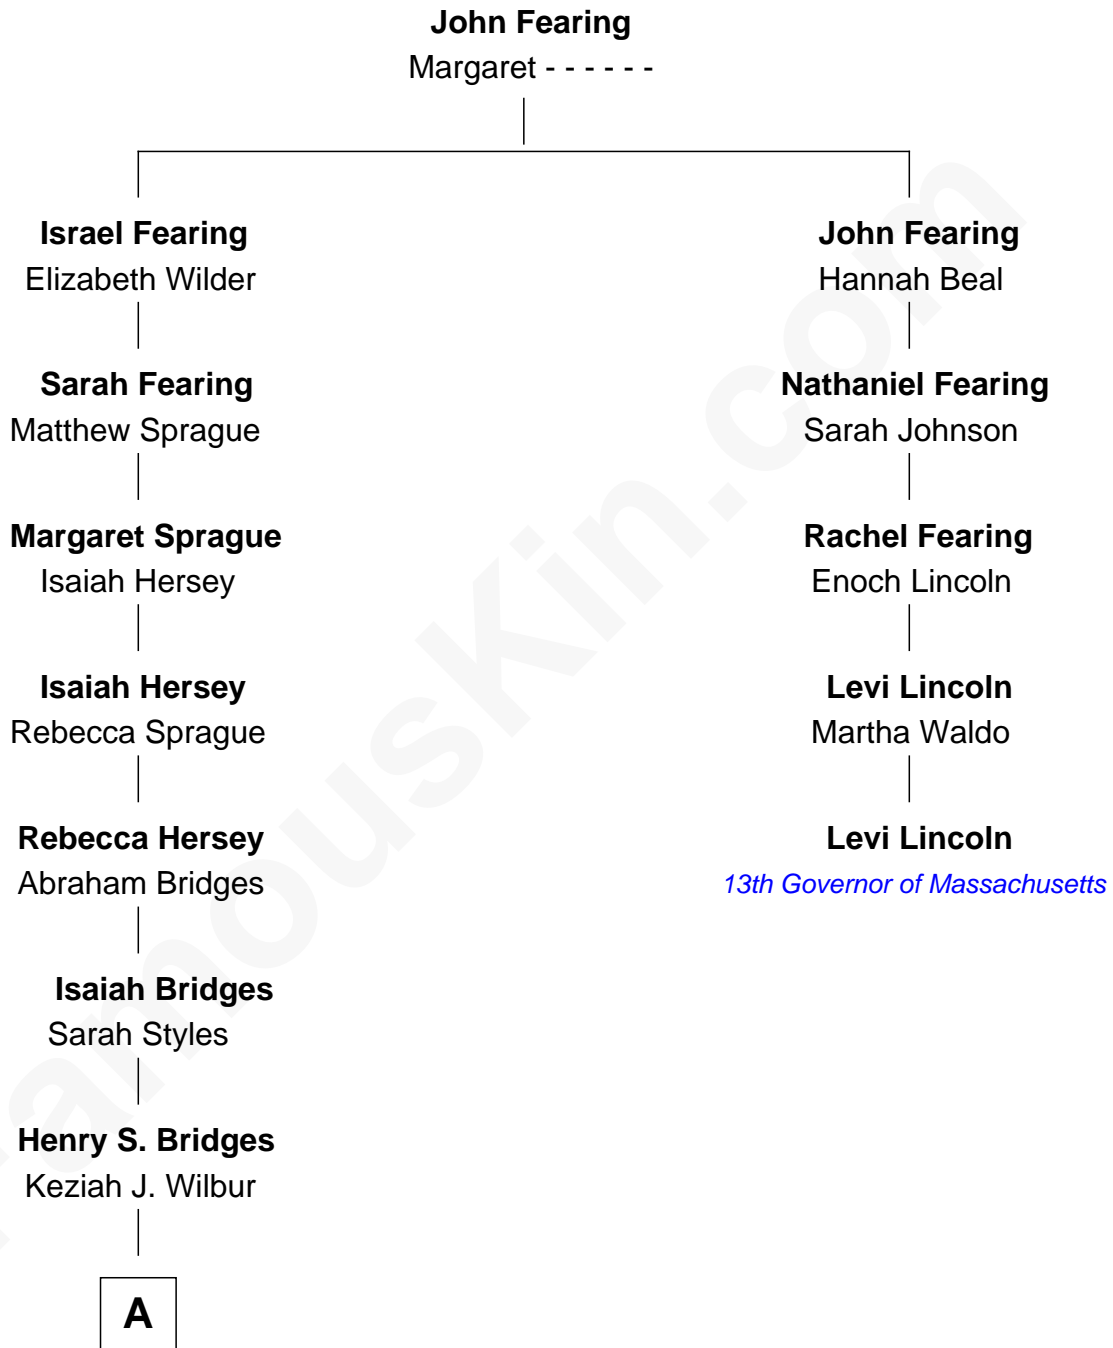 John Fearing
Margaret - - - - - -
Israel Fearing
Elizabeth Wilder
John Fearing
Hannah Beal
Sarah Fearing
Matthew Sprague
Nathaniel Fearing
Sarah Johnson
Margaret Sprague
Isaiah Hersey
Rachel Fearing
Enoch Lincoln
Isaiah Hersey
Rebecca Sprague
Levi Lincoln
Martha Waldo
Rebecca Hersey
Abraham Bridges
Levi Lincoln
13th Governor of Massachusetts
Isaiah Bridges
Sarah Styles
Henry S. Bridges
Keziah J. Wilbur
A
FamousKin.com